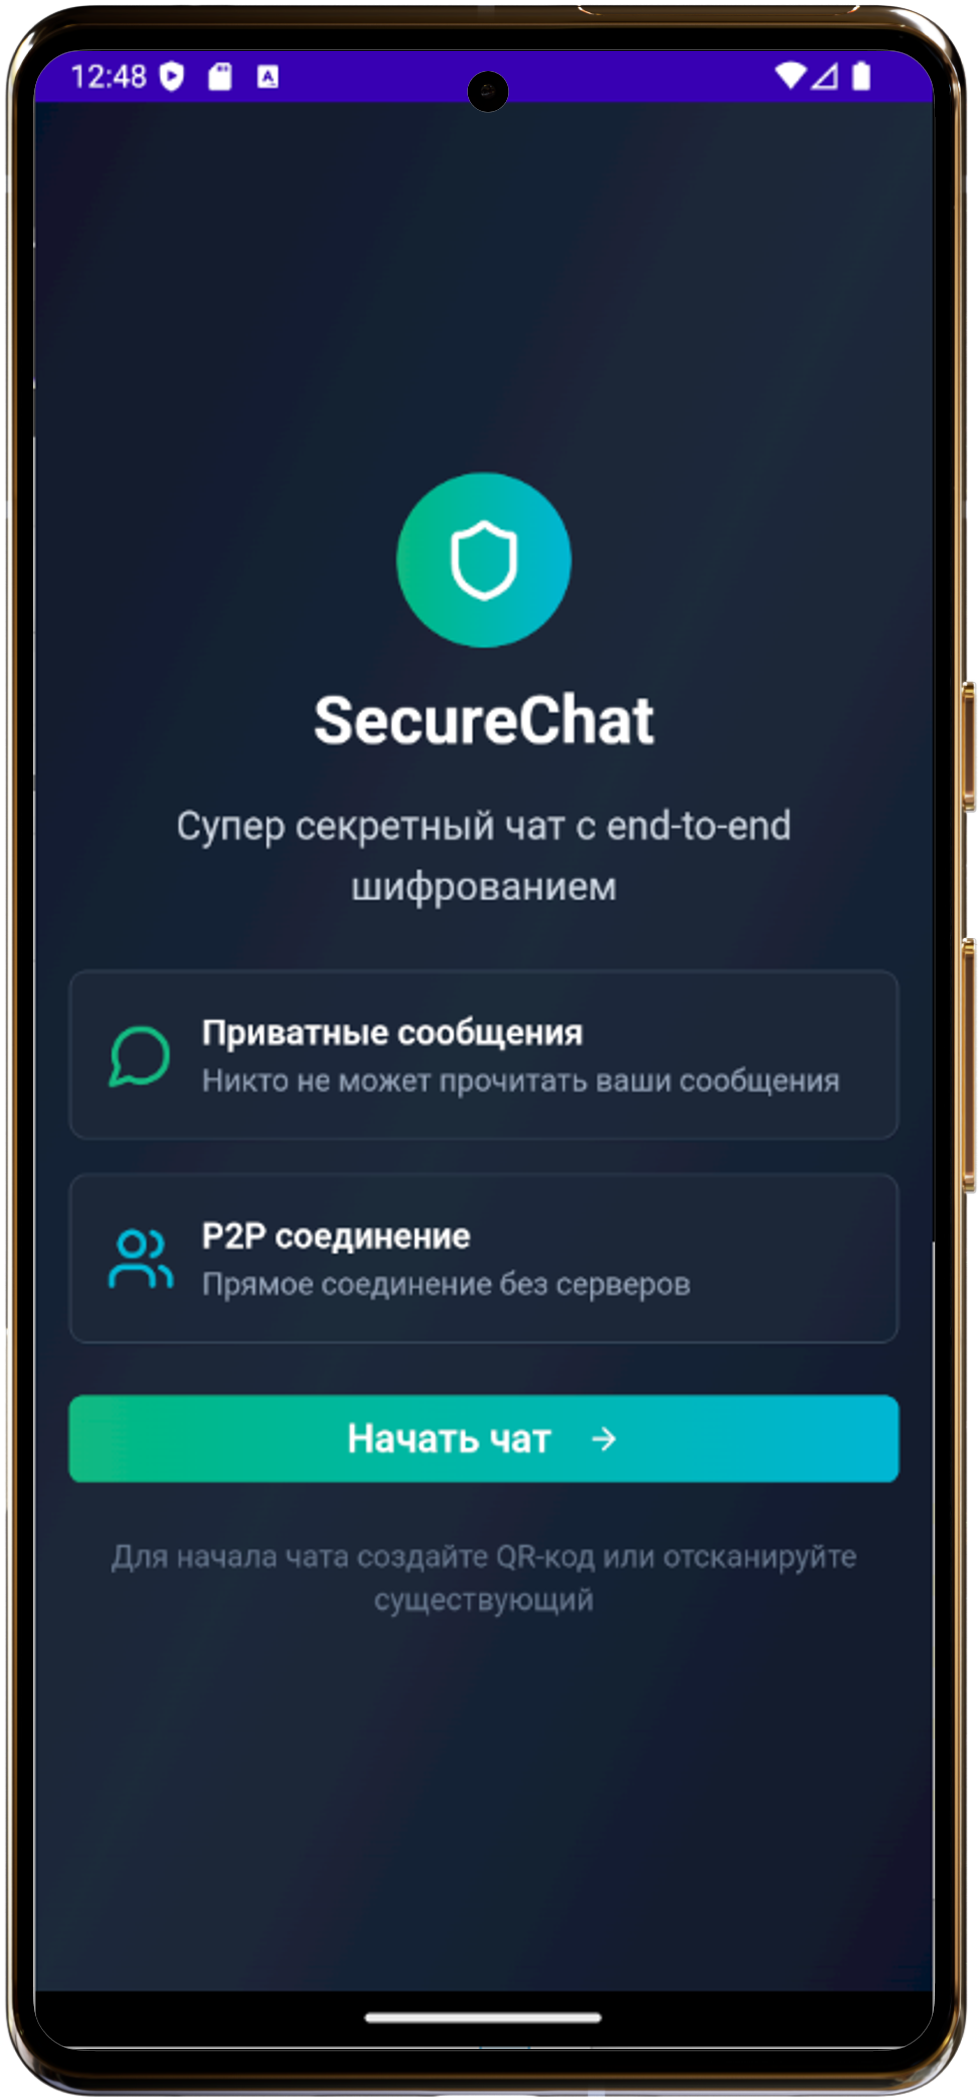 12:48
SecureChat
Супер секретный чат с end-to-end
шифрованием
Приватные сообщения
Никто не может прочитать ваши сообщения
P2P соединение
Прямое соединение без серверов
Начать чат →
Для начала чата создайте QR-код или отсканируйте
существующий